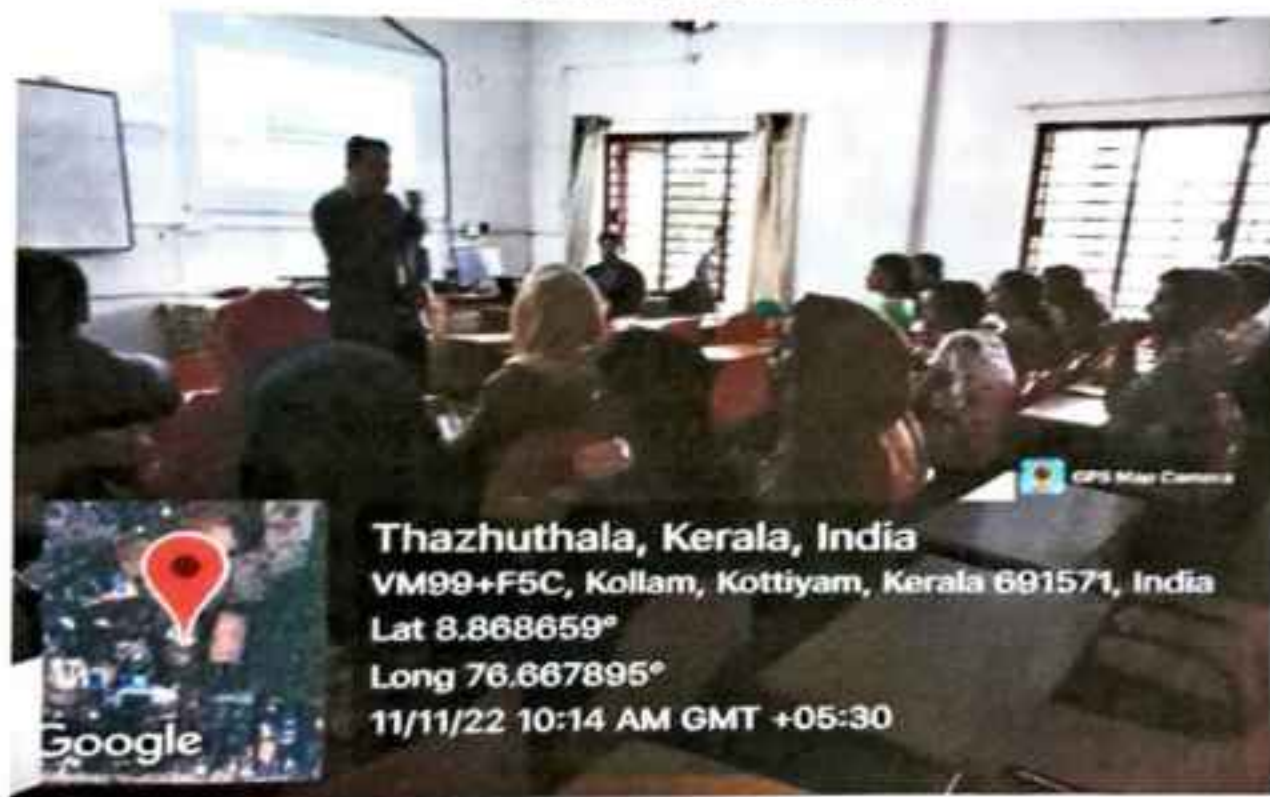 GPS Map Camera
Thazhuthala, Kerala, India
VM99+F5C, Kollam, Kottiyam, Kerala 691571, India
Lat 8.868659°
Long 76.667895°
11/11/22 10:14 AM GMT +05:30
Google